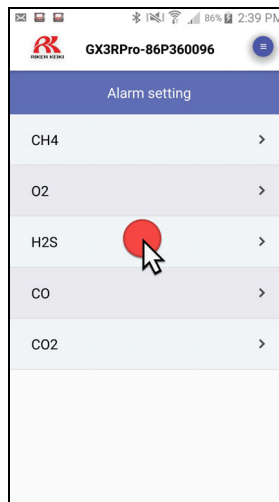 86% 2:39 PM
RIKEN KEIKI
GX3RPro-86P360096
Alarm setting
CH4
O2
H2S
CO
CO2